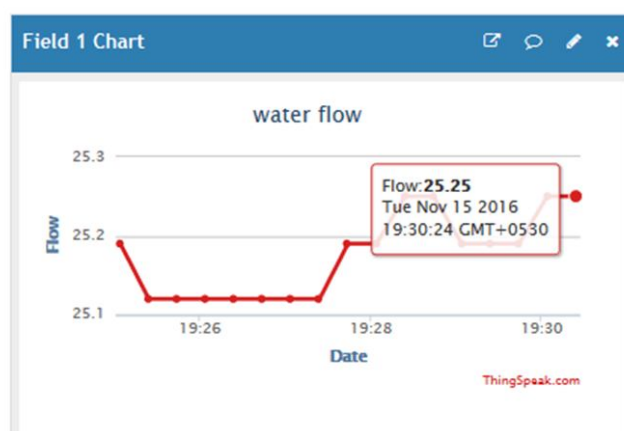 Field 1 Chart
water flow
25.3
Flow:25.25
Tue Nov 15 2016
19:30:24 GMT+0530
25.2
25.1
Flow
19:26 19:28 19:30
Date
ThingSpeak.com